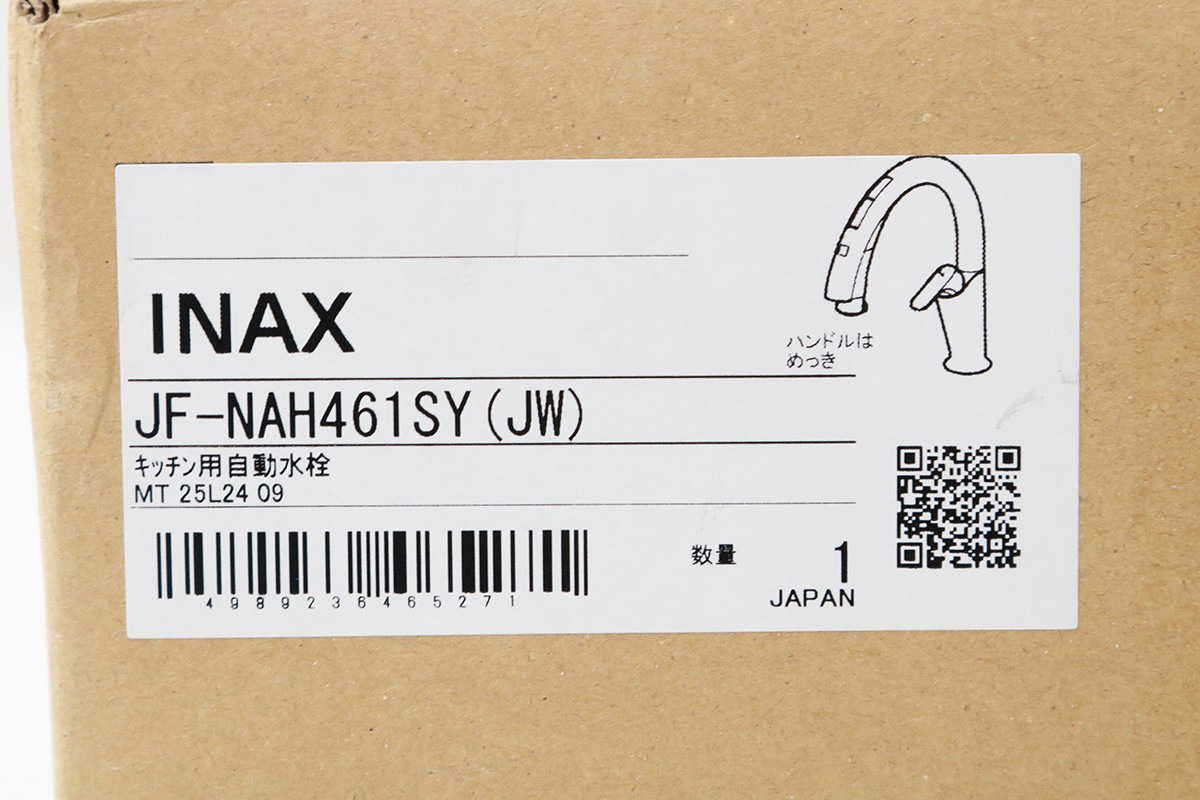 INAX
ハンドルは
めっき
JF-NAH461SY(JW)
キッチン用自動水栓
MT 25L24 09
数量 1
JAPAN
4989236465271